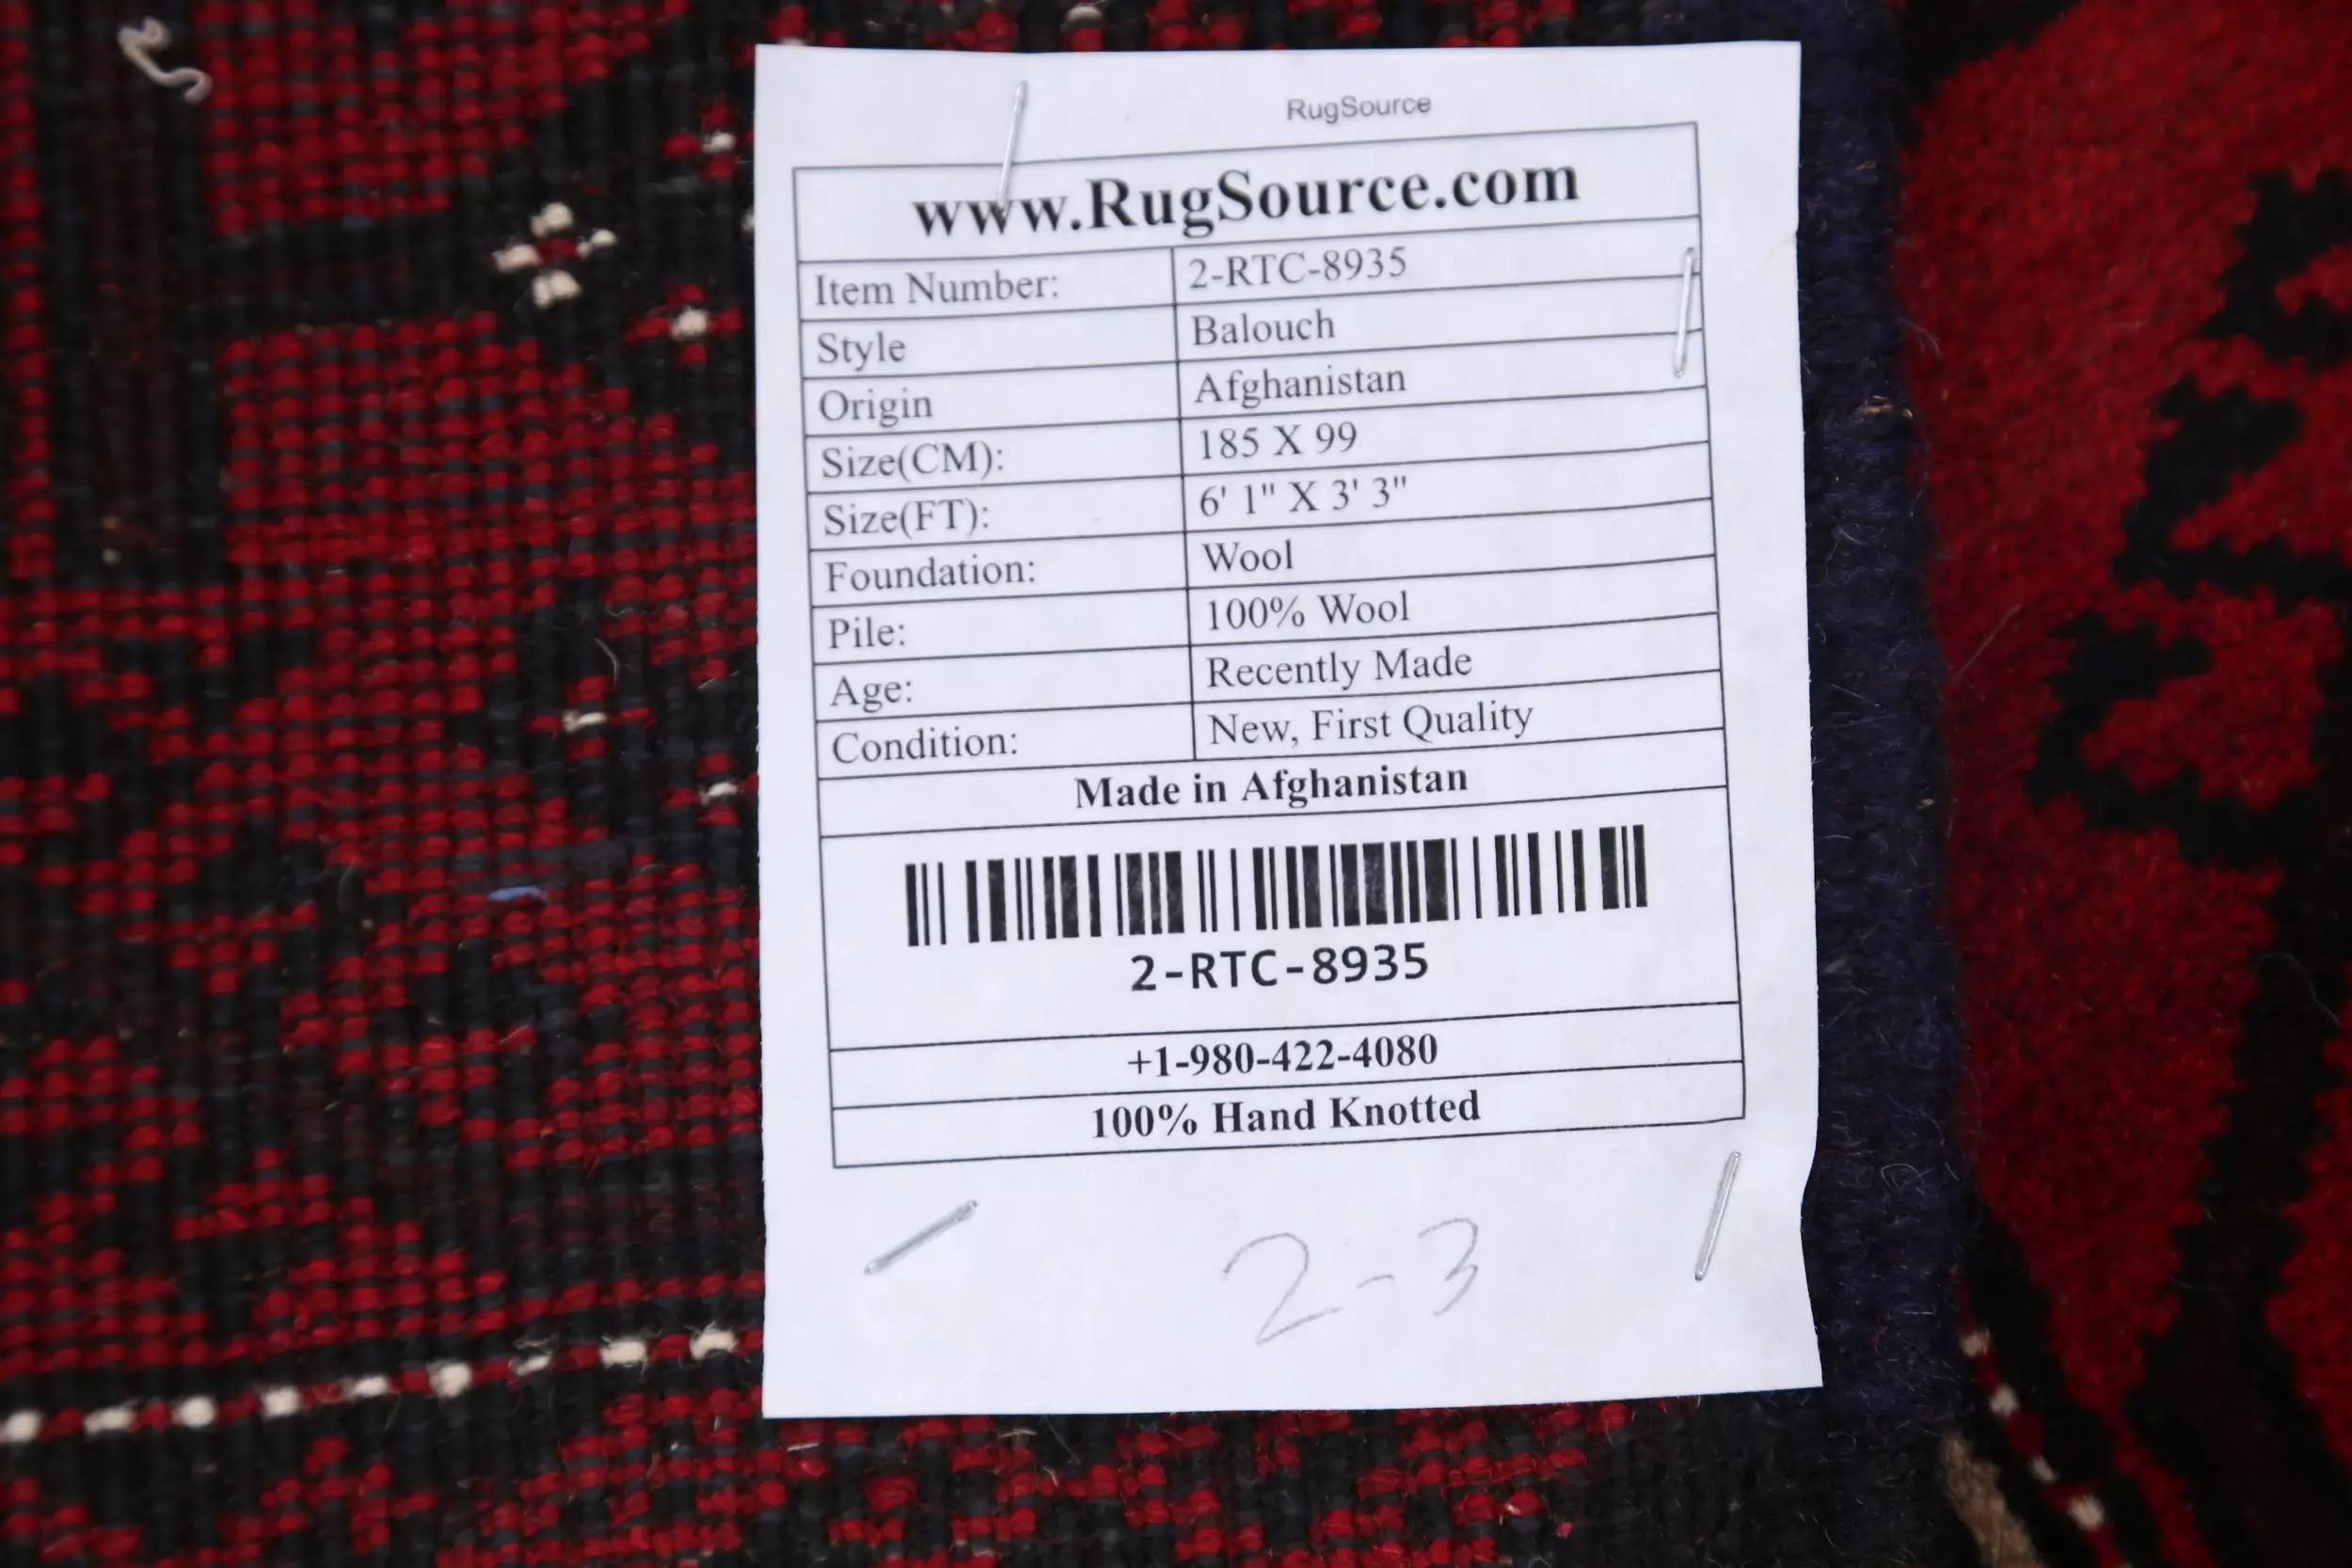 RugSource
www.RugSource.com
Item Number: 2-RTC-8935
Style Balouch
Origin Afghanistan
Size(CM): 185 X 99
Size(FT): 6' 1" X 3' 3"
Foundation: Wool
Pile: 100% Wool
Age: Recently Made
Condition: New, First Quality
Made in Afghanistan
2-RTC-8935
+1-980-422-4080
100% Hand Knotted
2-3